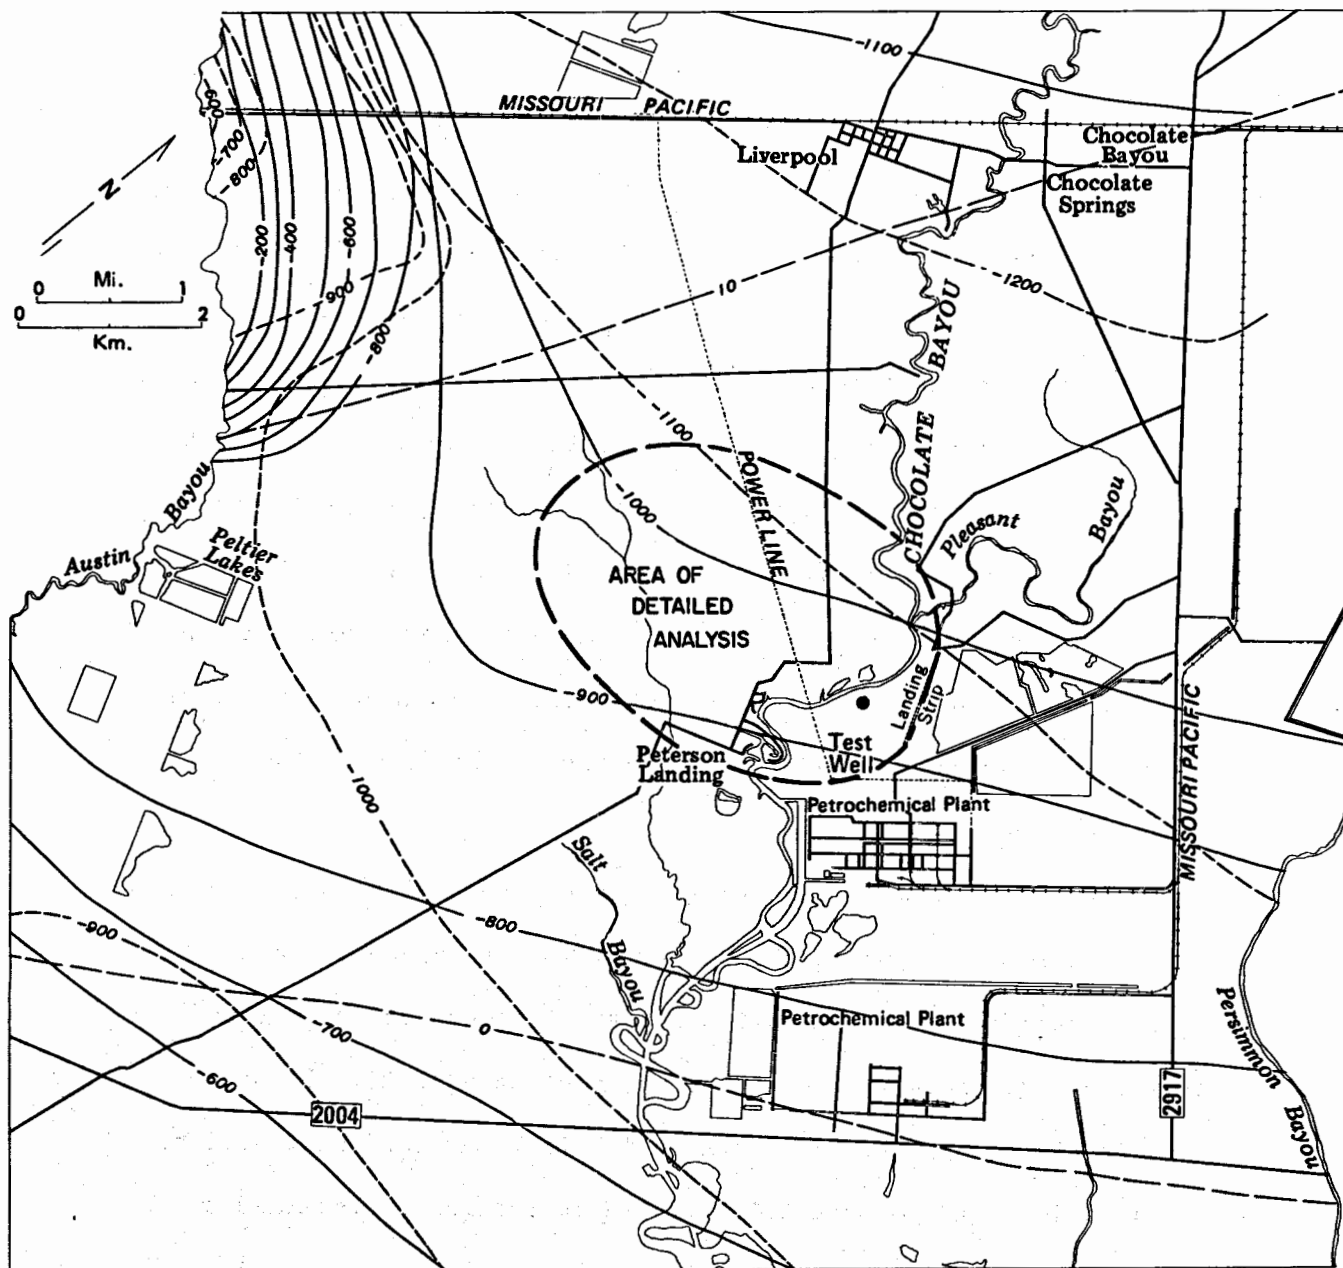 -1100
MISSOURI PACIFIC
-600
-700
-800
Liverpool
Chocolate
Bayou
Chocolate
Springs
N
-200
-400
-600
-900
-800
10
-1200
0 Mi. 1
0 2
Km.
CHOCOLATE BAYOU
-1100
POWER LINE
-1000
Austin Bayou
Peltier
Lakes
Pleasant Bayou
AREA OF
DETAILED
ANALYSIS
-900
Landing
Strip
Test
Well
Peterson
Landing
MISSOURI PACIFIC
Petrochemical Plant
-1000
Salt Bayou
-800
-900
0
-700
-600
Petrochemical Plant
Persimmon Bayou
2004
2917